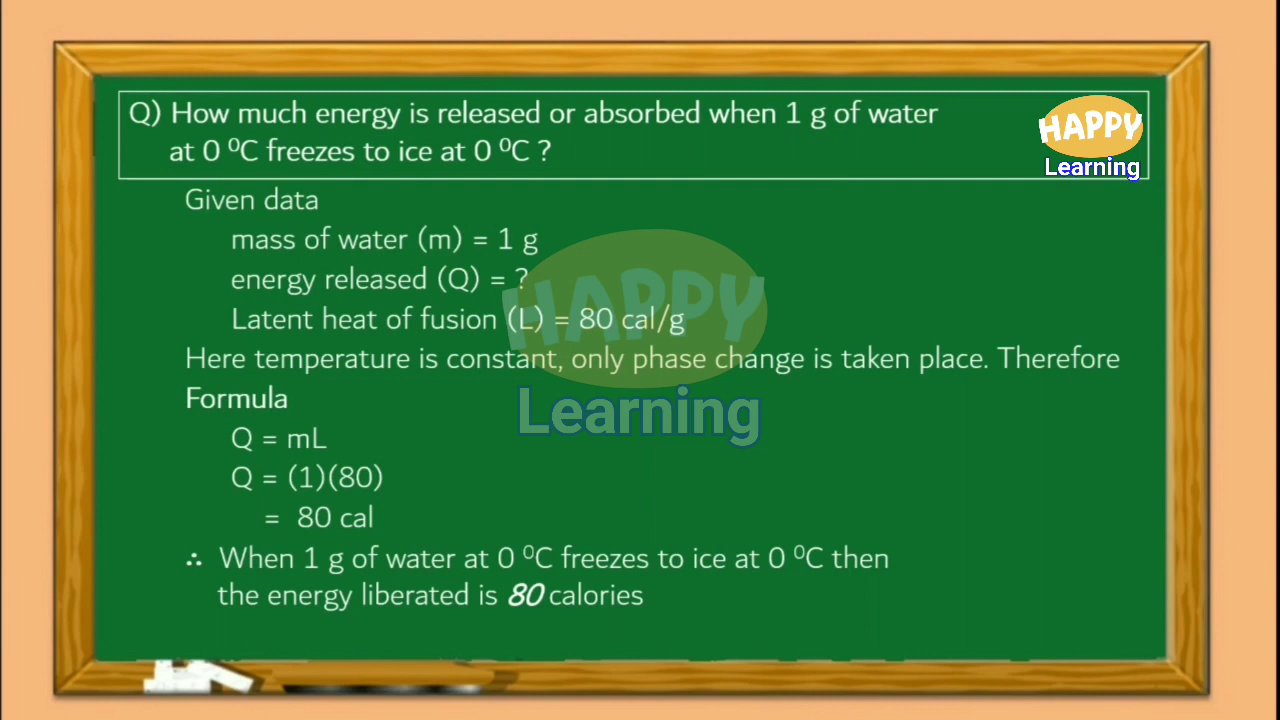 Q) How much energy is released or absorbed when 1 g of water
at 0 ⁰C freezes to ice at 0 ⁰C ?
HAPPY
Learning
Given data
mass of water (m) = 1 g
energy released (Q) = ?
Latent heat of fusion (L) = 80 cal/g
Here temperature is constant, only phase change is taken place. Therefore
Formula
Q = mL
Q = (1)(80)
= 80 cal
∴ When 1 g of water at 0 ⁰C freezes to ice at 0 ⁰C then
the energy liberated is 80 calories
HAPPY
Learning